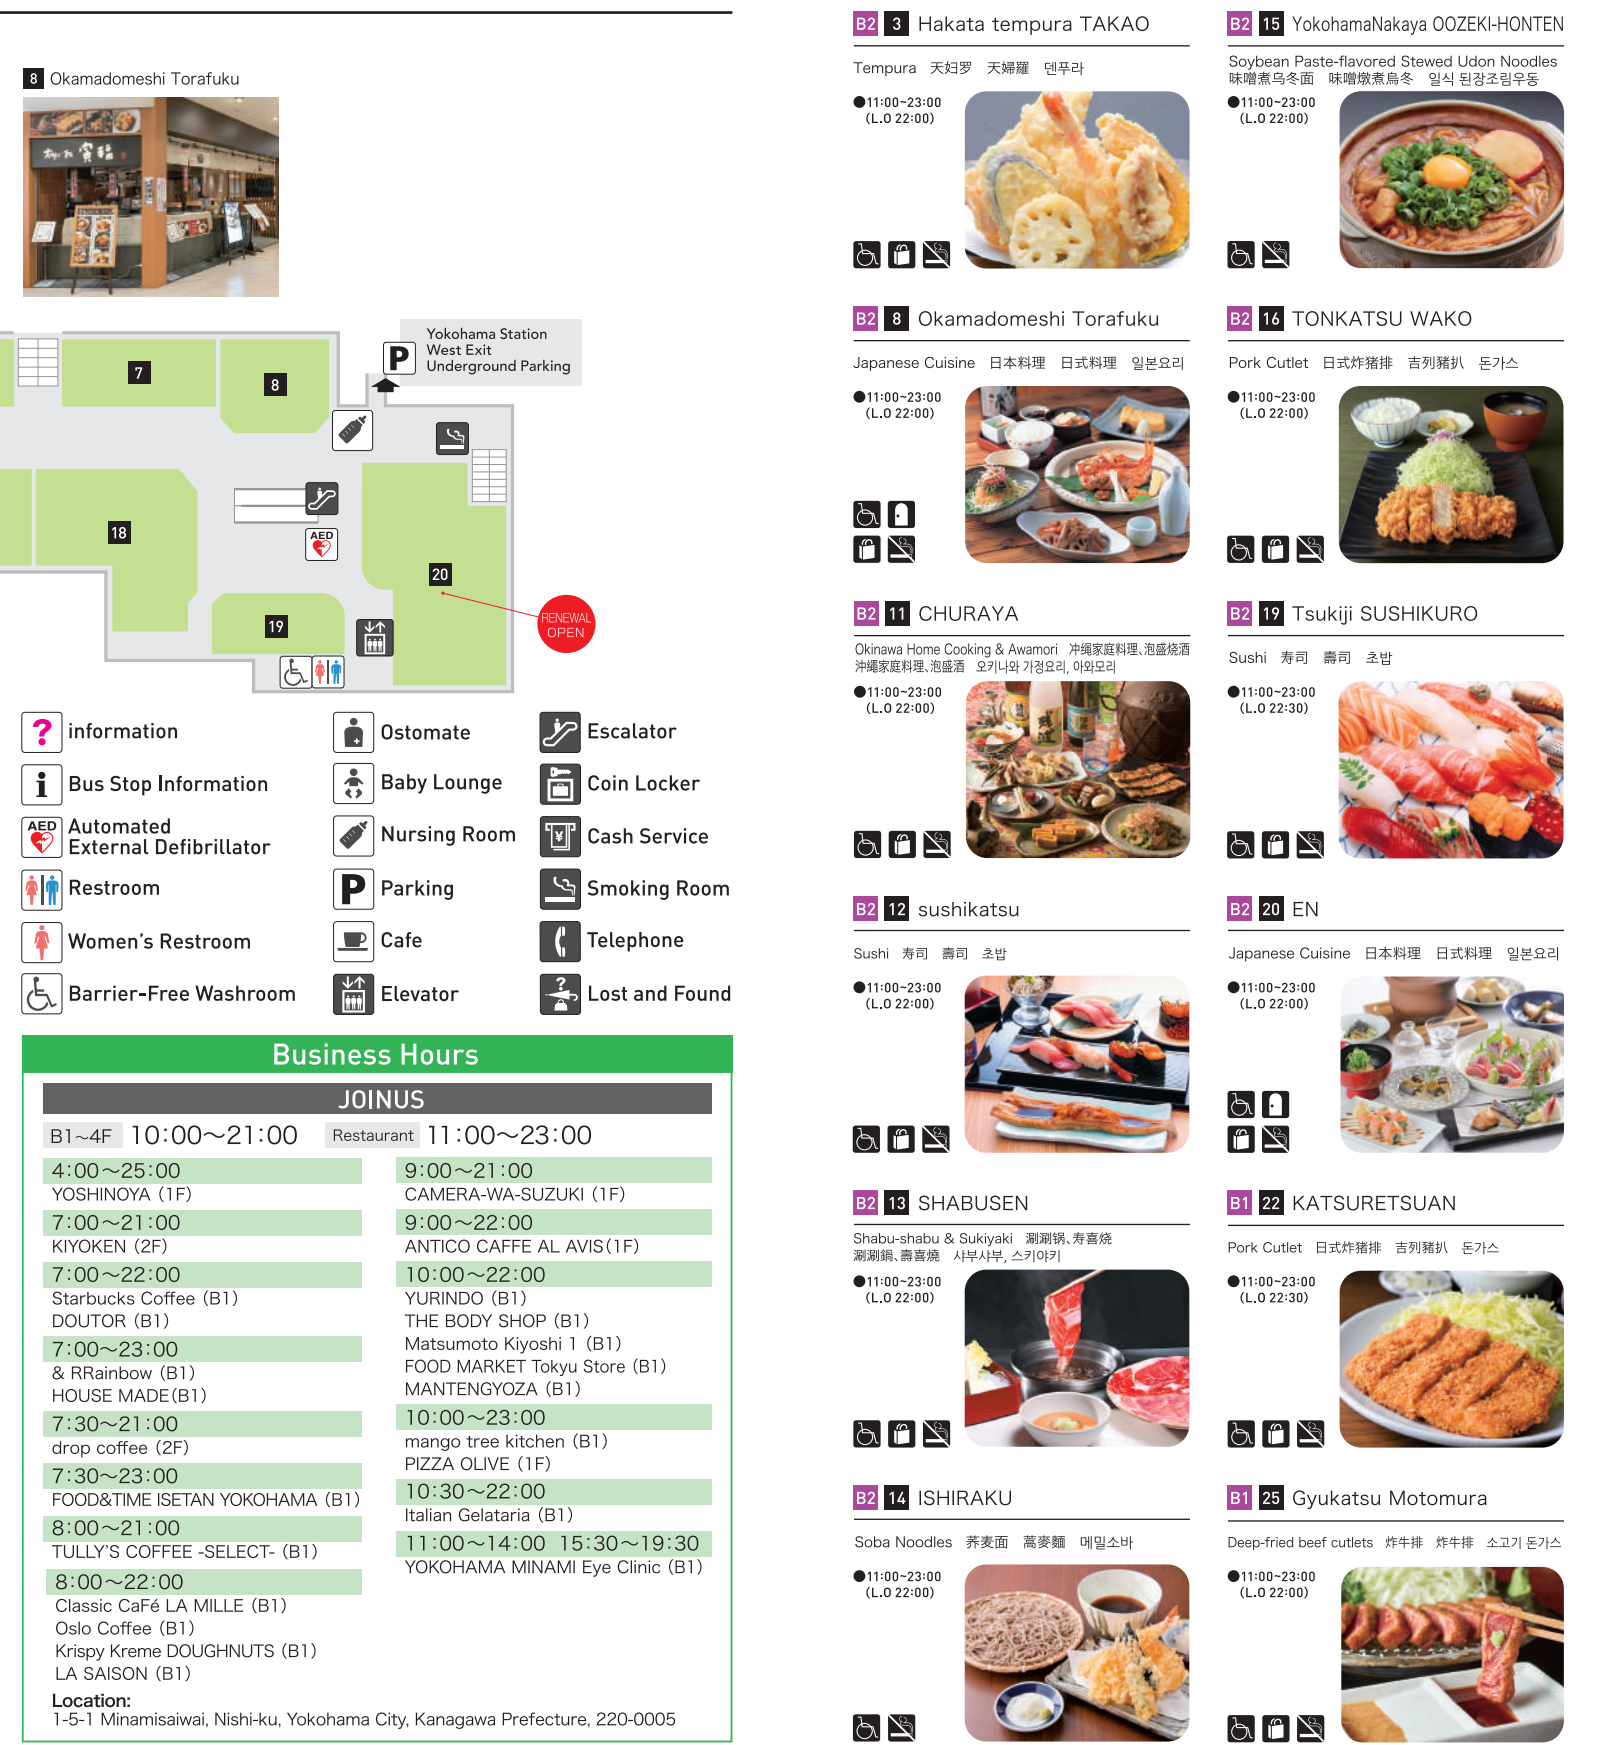 8 Okamadomeshi Torafuku
寅福
Yokohama Station
West Exit
Underground Parking
P
7
8
18
AED
20
19
RENEWAL
OPEN
? information
i Bus Stop Information
AED Automated
External Defibrillator
Restroom
Women's Restroom
Barrier-Free Washroom
Ostomate
Baby Lounge
Nursing Room
P Parking
Cafe
Elevator
Escalator
Coin Locker
¥ Cash Service
Smoking Room
Telephone
? Lost and Found
Business Hours
JOINUS
B1～4F 10:00～21:00 Restaurant 11:00～23:00
4:00～25:00
YOSHINOYA (1F)
7:00～21:00
KIYOKEN (2F)
7:00～22:00
Starbucks Coffee (B1)
DOUTOR (B1)
7:00～23:00
& RRainbow (B1)
HOUSE MADE(B1)
7:30～21:00
drop coffee (2F)
7:30～23:00
FOOD&TIME ISETAN YOKOHAMA (B1)
8:00～21:00
TULLY'S COFFEE -SELECT- (B1)
8:00～22:00
Classic CaFé LA MILLE (B1)
Oslo Coffee (B1)
Krispy Kreme DOUGHNUTS (B1)
LA SAISON (B1)
9:00～21:00
CAMERA-WA-SUZUKI (1F)
9:00～22:00
ANTICO CAFFE AL AVIS(1F)
10:00～22:00
YURINDO (B1)
THE BODY SHOP (B1)
Matsumoto Kiyoshi 1 (B1)
FOOD MARKET Tokyu Store (B1)
MANTENGYOZA (B1)
10:00～23:00
mango tree kitchen (B1)
PIZZA OLIVE (1F)
10:30～22:00
Italian Gelataria (B1)
11:00～14:00 15:30～19:30
YOKOHAMA MINAMI Eye Clinic (B1)
Location:
1-5-1 Minamisaiwai, Nishi-ku, Yokohama City, Kanagawa Prefecture, 220-0005
B2 3 Hakata tempura TAKAO
Tempura 天妇罗 天婦羅 덴푸라
●11:00~23:00
(L.O 22:00)
B2 8 Okamadomeshi Torafuku
Japanese Cuisine 日本料理 日式料理 일본요리
●11:00~23:00
(L.O 22:00)
B2 11 CHURAYA
Okinawa Home Cooking & Awamori 冲绳家庭料理、泡盛烧酒
沖繩家庭料理、泡盛酒 오키나와 가정요리, 아와모리
●11:00~23:00
(L.O 22:00)
B2 12 sushikatsu
Sushi 寿司 壽司 초밥
●11:00~23:00
(L.O 22:00)
B2 13 SHABUSEN
Shabu-shabu & Sukiyaki 涮涮锅、寿喜烧
涮涮鍋、壽喜燒 샤부샤부, 스키야키
●11:00~23:00
(L.O 22:00)
B2 14 ISHIRAKU
Soba Noodles 荞麦面 蕎麥麵 메밀소바
●11:00~23:00
(L.O 22:00)
B2 15 YokohamaNakaya OOZEKI-HONTEN
Soybean Paste-flavored Stewed Udon Noodles
味噌煮乌冬面 味噌燉煮烏冬 일식 된장조림우동
●11:00~23:00
(L.O 22:00)
B2 16 TONKATSU WAKO
Pork Cutlet 日式炸猪排 吉列豬扒 돈가스
●11:00~23:00
(L.O 22:00)
B2 19 Tsukiji SUSHIKURO
Sushi 寿司 壽司 초밥
●11:00~23:00
(L.O 22:30)
B2 20 EN
Japanese Cuisine 日本料理 日式料理 일본요리
●11:00~23:00
(L.O 22:00)
B1 22 KATSURETSUAN
Pork Cutlet 日式炸猪排 吉列豬扒 돈가스
●11:00~23:00
(L.O 22:30)
B1 25 Gyukatsu Motomura
Deep-fried beef cutlets 炸牛排 炸牛排 소고기 돈가스
●11:00~23:00
(L.O 22:00)